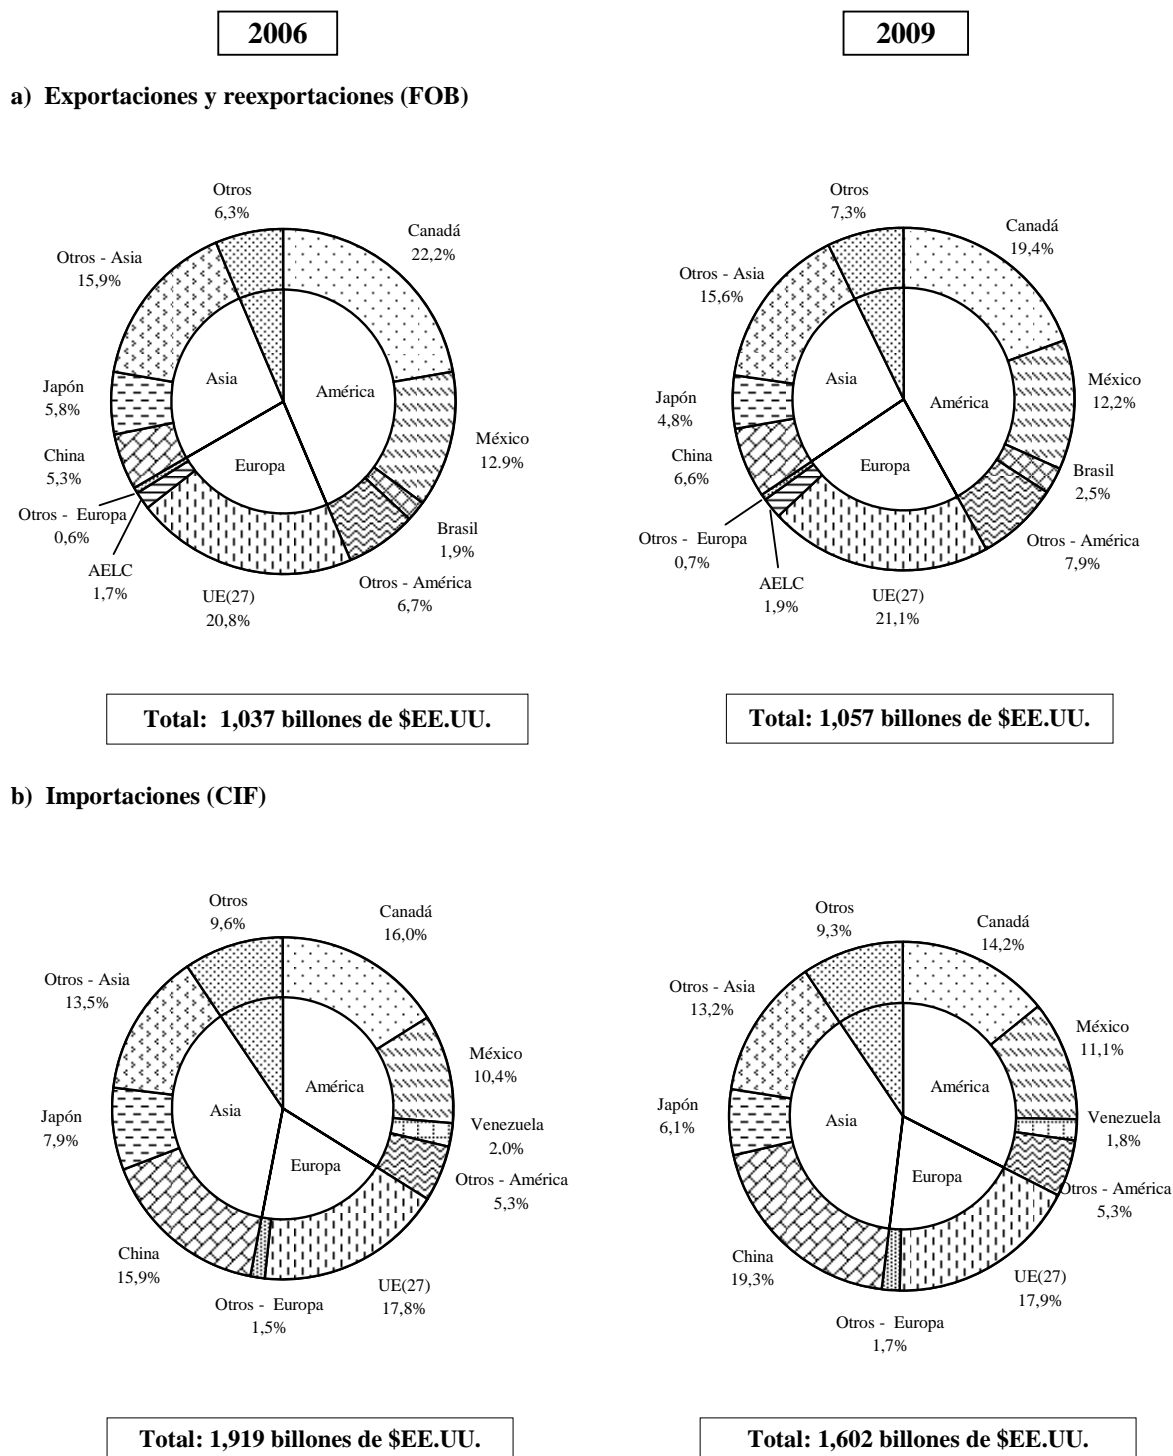 2006
2009
a) Exportaciones y reexportaciones (FOB)
Otros
6,3%
Canadá
22,2%
Otros - Asia
15,9%
Japón
5,8%
China
5,3%
Otros - Europa
0,6%
AELC
1,7%
UE(27)
20,8%
Otros - América
6,7%
Brasil
1,9%
México
12.9%
Asia
América
Europa
Otros
7,3%
Canadá
19,4%
Otros - Asia
15,6%
Japón
4,8%
China
6,6%
Otros - Europa
0,7%
AELC
1,9%
UE(27)
21,1%
Otros - América
7,9%
Brasil
2,5%
México
12,2%
Asia
América
Europa
Total: 1,037 billones de $EE.UU.
Total: 1,057 billones de $EE.UU.
b) Importaciones (CIF)
Otros
9,6%
Canadá
16,0%
Otros - Asia
13,5%
Japón
7,9%
China
15,9%
Otros - Europa
1,5%
UE(27)
17,8%
Otros - América
5,3%
Venezuela
2,0%
México
10,4%
América
Asia
Europa
Otros
9,3%
Canadá
14,2%
Otros - Asia
13,2%
Japón
6,1%
China
19,3%
Otros - Europa
1,7%
UE(27)
17,9%
Otros - América
5,3%
Venezuela
1,8%
México
11,1%
América
Asia
Europa
Total: 1,919 billones de $EE.UU.
Total: 1,602 billones de $EE.UU.